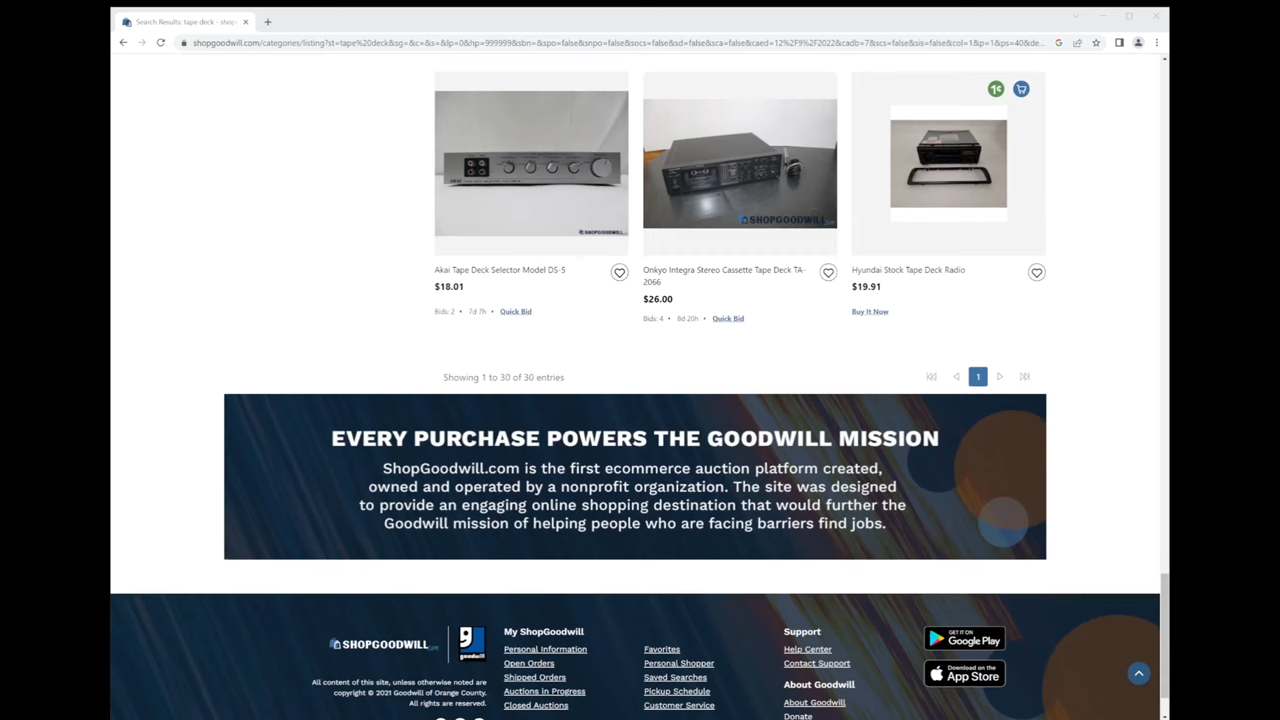 Search Results: tape deck - shop
shopgoodwill.com/categories/listing?st=tape%20deck&sg=&c=&s=&lp=0&hp=999999&sbn=&spo=false&snpo=false&socs=false&sd=false&sca=false&caed=12%2F9%2F2022&cadb=7&scs=false&sis=false&col=1&p=1&ps=40&de...
1¢
AKAI
SHOPGOODWILL
SHOPGOODWILL.com
Akai Tape Deck Selector Model DS-5
$18.01
Bids: 2 • 7d 7h • Quick Bid
Onkyo Integra Stereo Cassette Tape Deck TA-
2066
$26.00
Bids: 4 • 6d 20h • Quick Bid
Hyundai Stock Tape Deck Radio
$19.91
Buy It Now
Showing 1 to 30 of 30 entries
1
EVERY PURCHASE POWERS THE GOODWILL MISSION
ShopGoodwill.com is the first ecommerce auction platform created,
owned and operated by a nonprofit organization. The site was designed
to provide an engaging online shopping destination that would further the
Goodwill mission of helping people who are facing barriers find jobs.
SHOPGOODWILL.com
goodwill
All content of this site, unless otherwise noted are
copyright © 2021 Goodwill of Orange County.
All rights are reserved.
My ShopGoodwill
Personal Information
Open Orders
Shipped Orders
Auctions in Progress
Closed Auctions
Favorites
Personal Shopper
Saved Searches
Pickup Schedule
Customer Service
Support
Help Center
Contact Support
About Goodwill
About Goodwill
Donate
GET IT ON
Google Play
Download on the
App Store